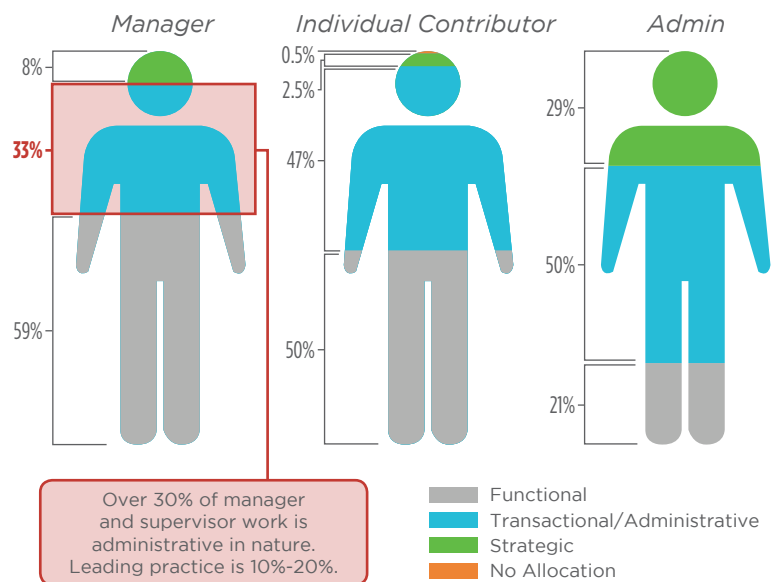 Manager
Individual Contributor
Admin
8%
33%
59%
0.5%
2.5%
47%
50%
29%
50%
21%
Over 30% of manager
and supervisor work is
administrative in nature.
Leading practice is 10%-20%.
Functional
Transactional/Administrative
Strategic
No Allocation